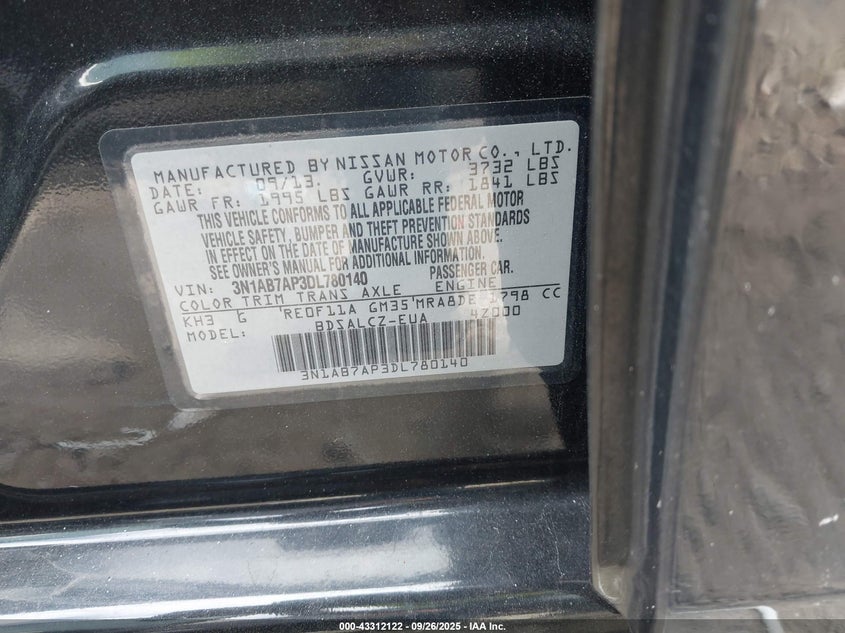 MANUFACTURED BY NISSAN MOTOR CO., LTD.
DATE: 09/13. GVWR: 3732 LBS
GAWR FR: 1995 LBS GAWR RR: 1841 LBS
THIS VEHICLE CONFORMS TO ALL APPLICABLE FEDERAL MOTOR
VEHICLE SAFETY, BUMPER AND THEFT PREVENTION STANDARDS
IN EFFECT ON THE DATE OF MANUFACTURE SHOWN ABOVE.
SEE OWNER'S MANUAL FOR ADDITIONAL INFORMATION.
VIN: 3N1AB7AP3DL780140 PASSENGER CAR.
COLOR TRIM TRANS AXLE ENGINE
KH3 G 'RE0F11A GM35'MRA8DE 1798 CC
MODEL: BDSALCZ-EUA 4Z000
3N1AB7AP3DL780140
000-43312122 - 09/26/2025 - IAA Inc.